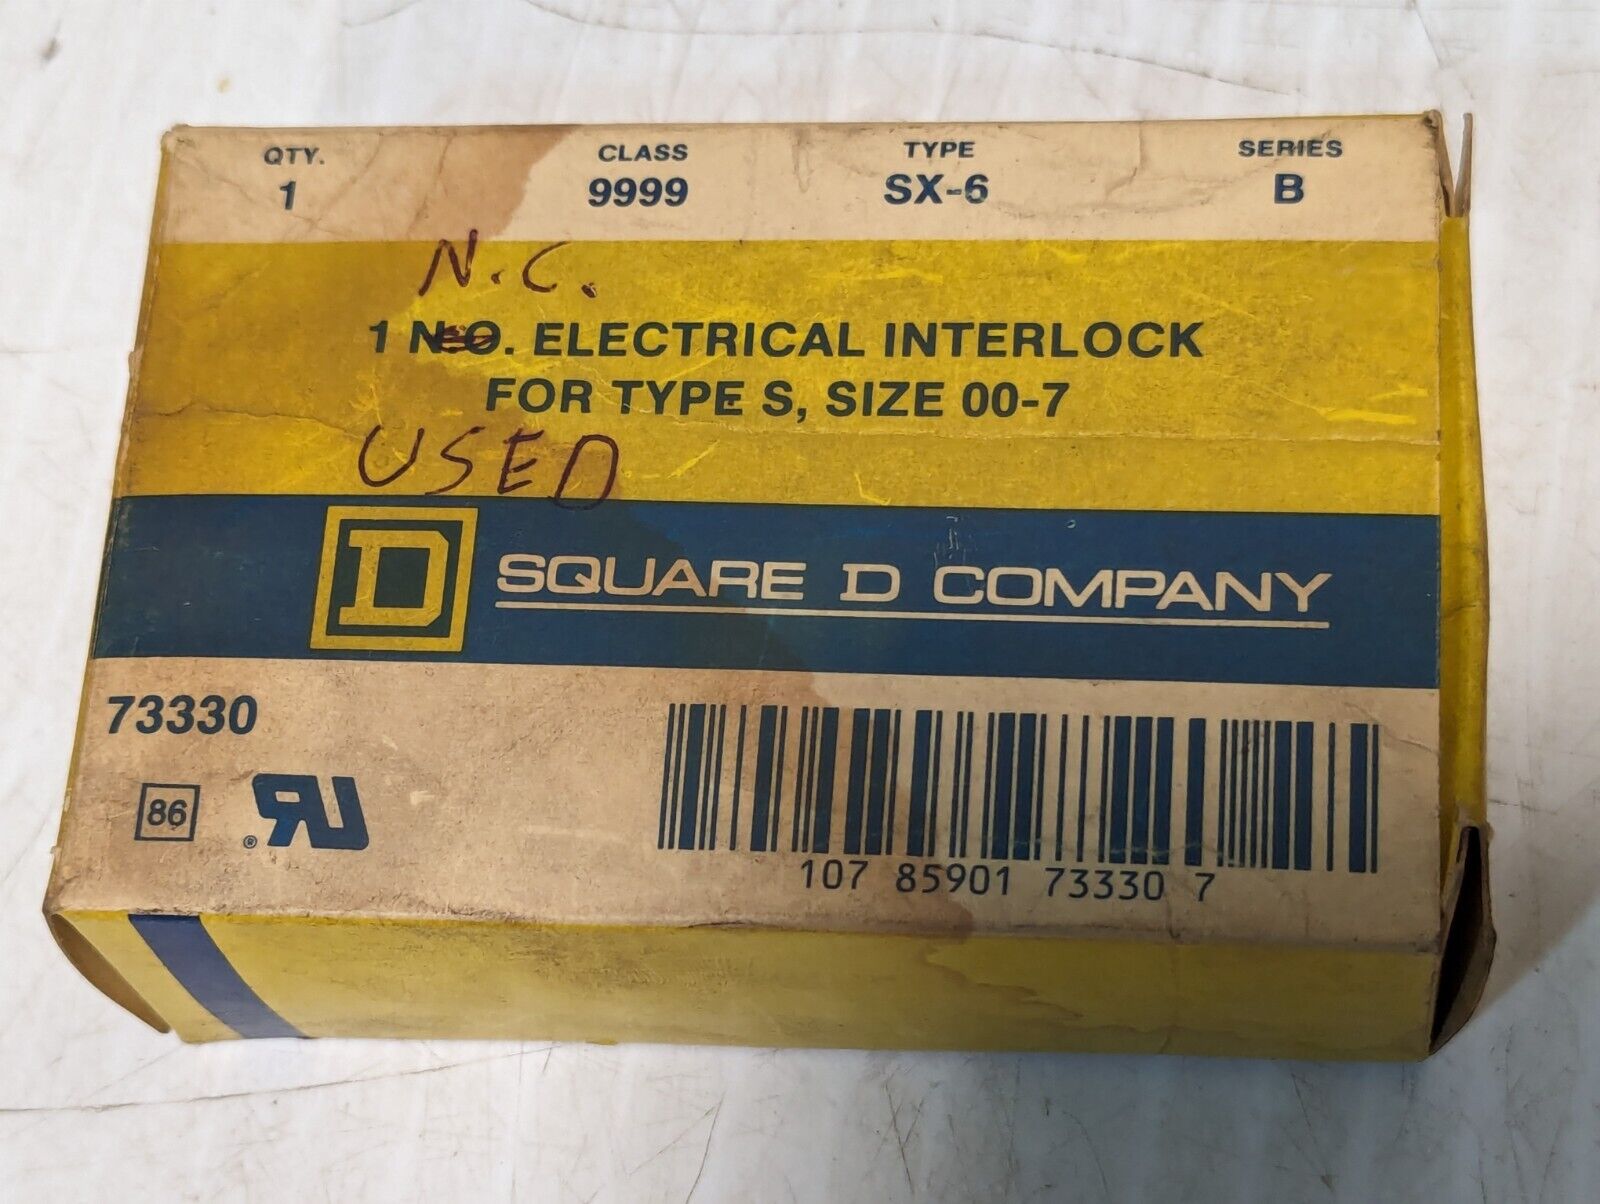 QTY. CLASS TYPE SERIES
1 9999 SX-6 B
N.C.
1 N.O. ELECTRICAL INTERLOCK
FOR TYPE S, SIZE 00-7
USED
D SQUARE D COMPANY
73330
86 RU®
107 85901 73330 7